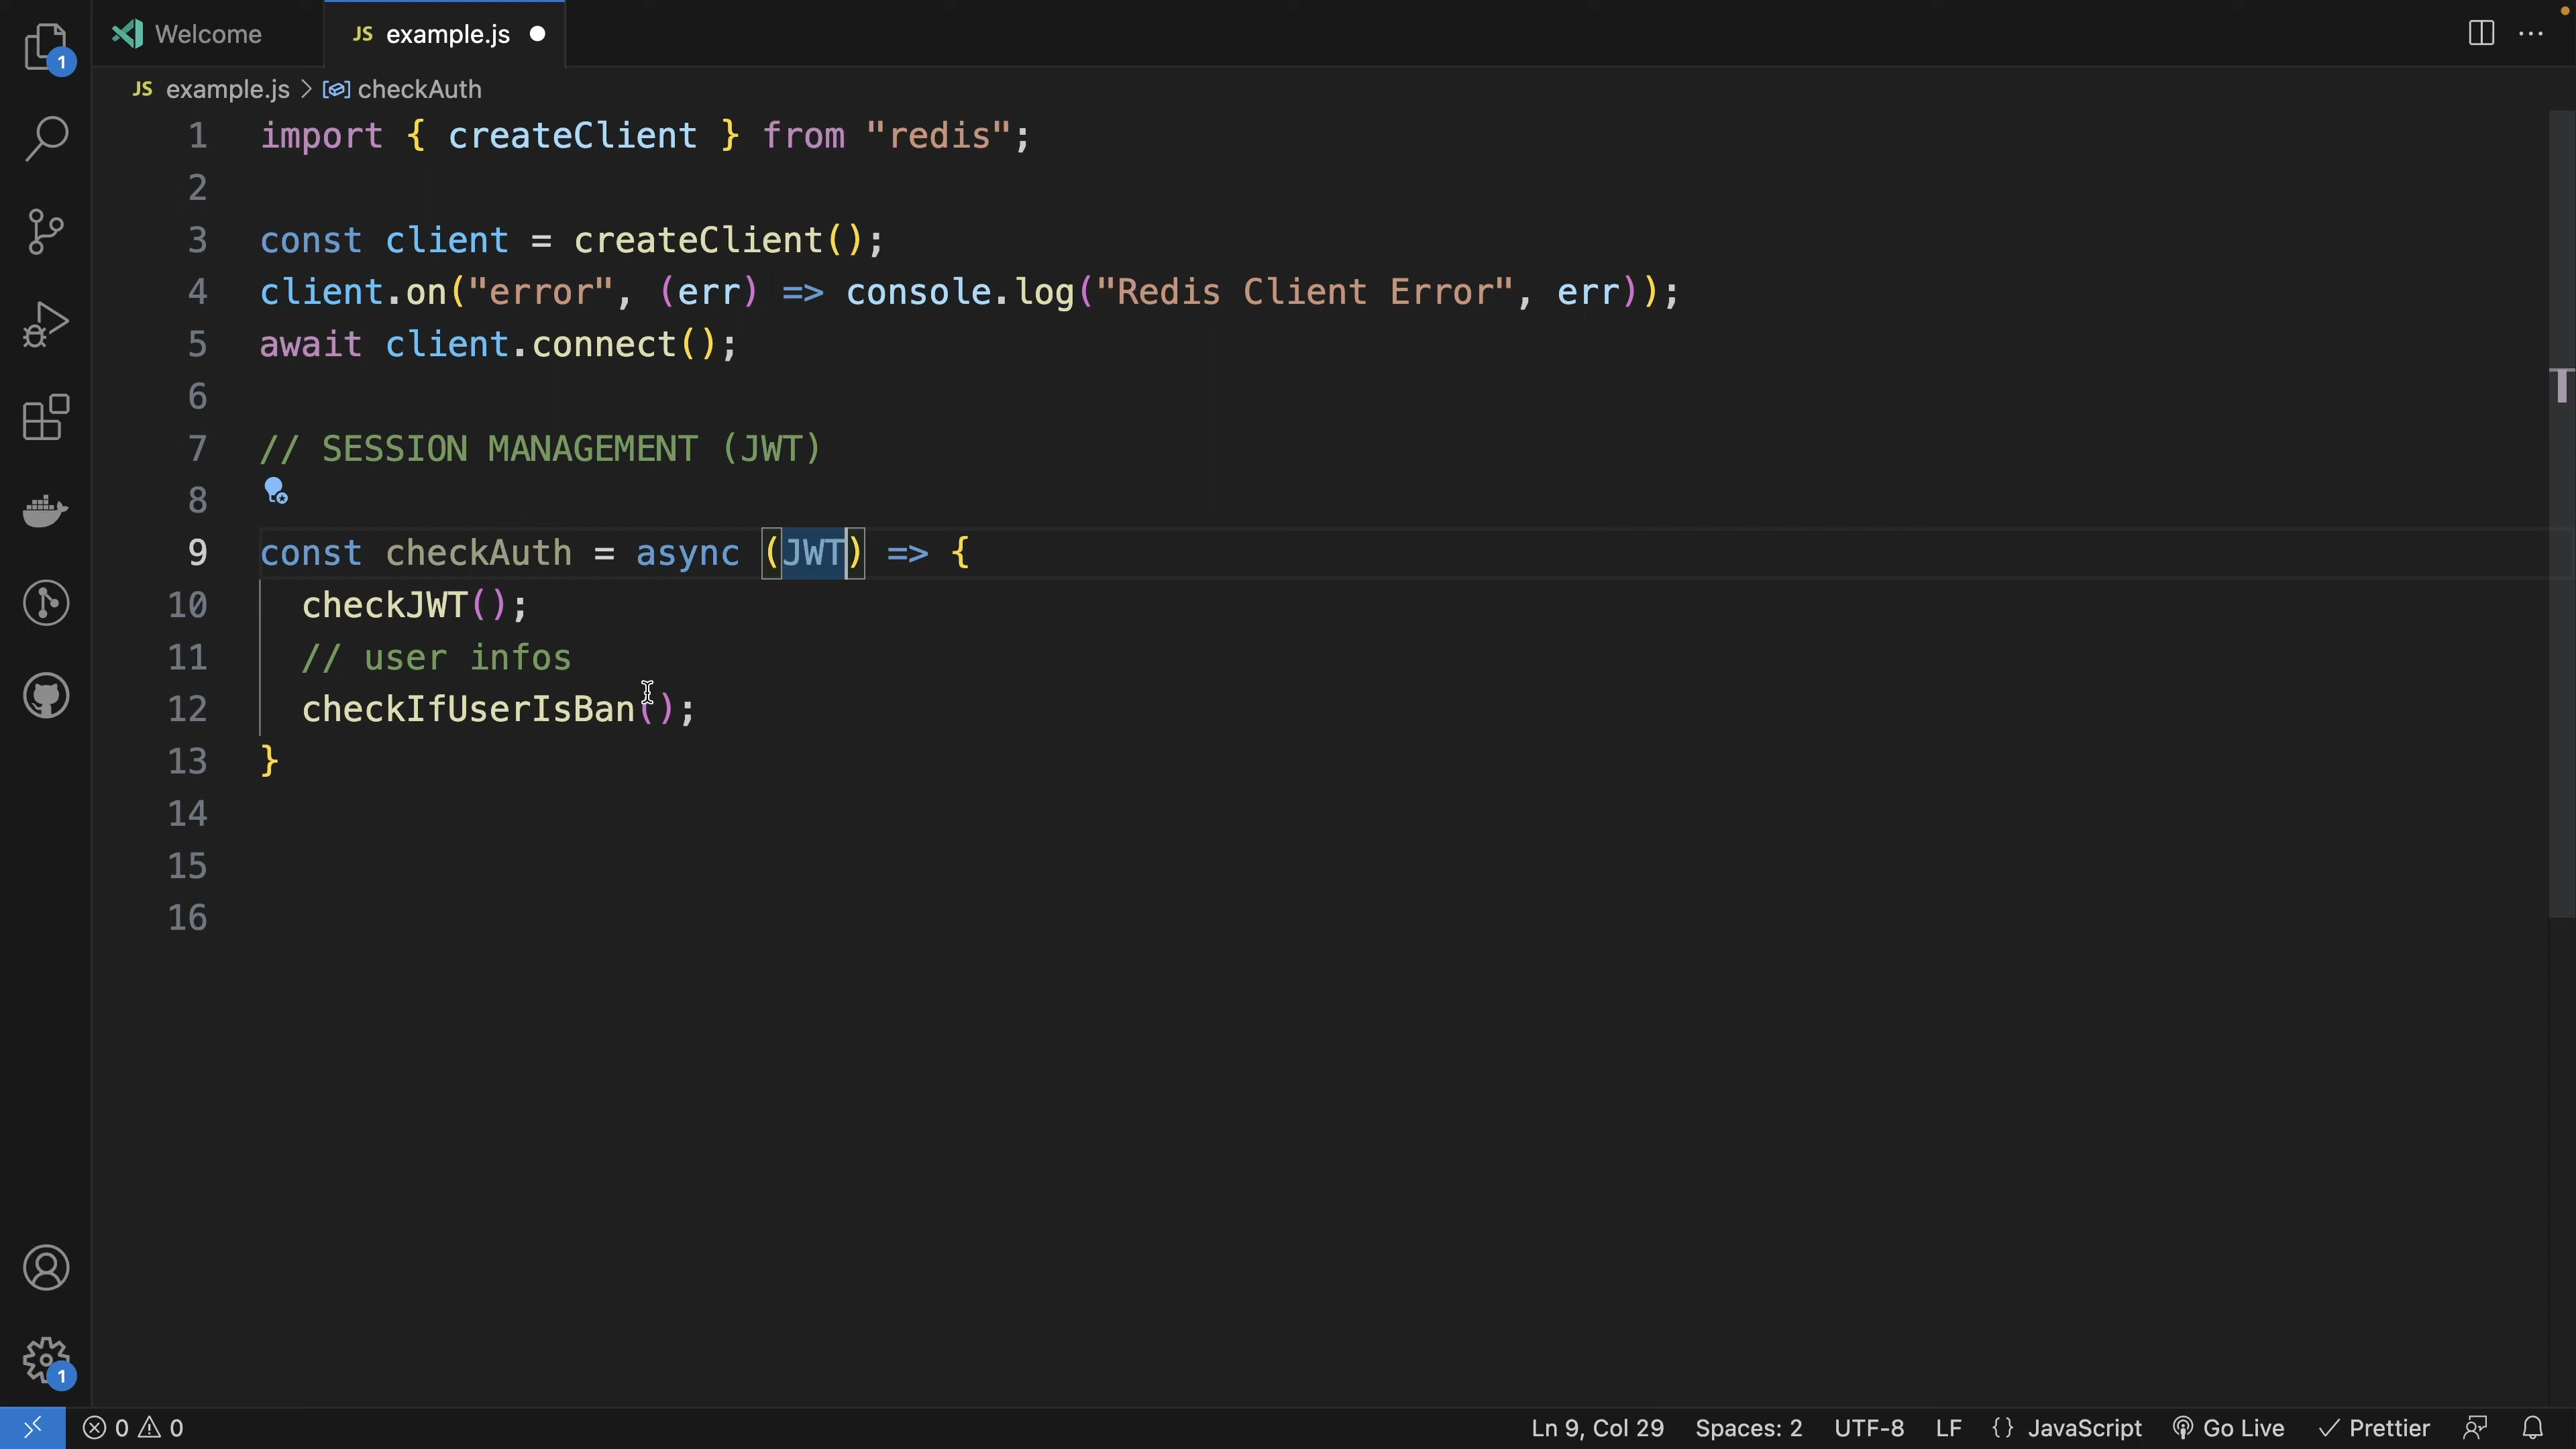 Welcome
JS example.js
JS example.js > checkAuth
1 import { createClient } from "redis";
2
3 const client = createClient();
4 client.on("error", (err) => console.log("Redis Client Error", err));
5 await client.connect();
6
7 // SESSION MANAGEMENT (JWT)
8
9 const checkAuth = async (JWT) => {
10 checkJWT();
11 // user infos
12 checkIfUserIsBan();
13 }
14
15
16
1
1
0 0
Ln 9, Col 29 Spaces: 2 UTF-8 LF {} JavaScript Go Live Prettier
T